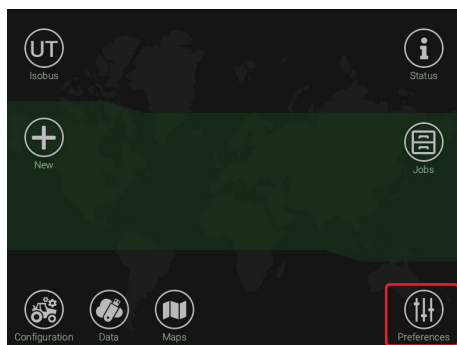 UT
Isobus
Status
New
Jobs
Configuration
Data
Maps
Preferences